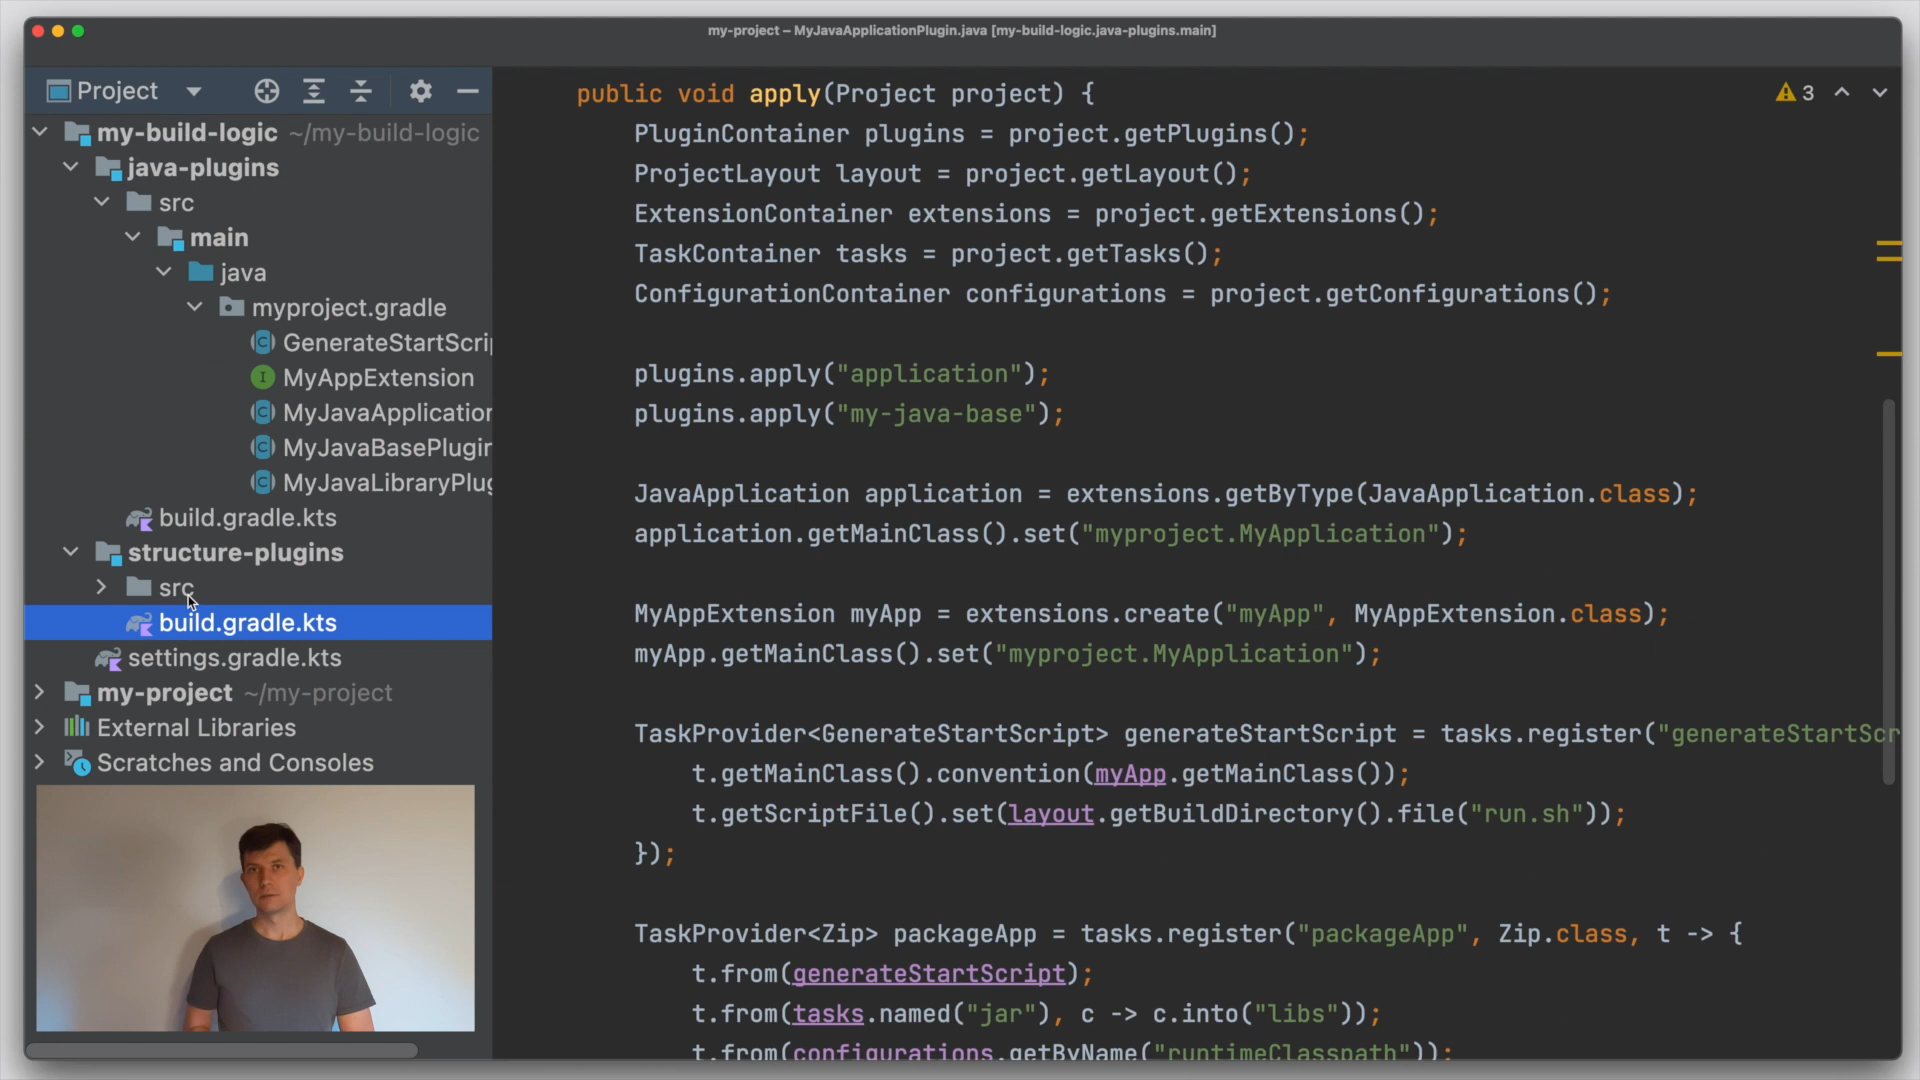 my-project – MyJavaApplicationPlugin.java [my-build-logic.java-plugins.main]
Project
my-build-logic ~/my-build-logic
java-plugins
src
main
java
myproject.gradle
GenerateStartScrip
MyAppExtension
MyJavaApplication
MyJavaBasePlugin
MyJavaLibraryPlug
build.gradle.kts
structure-plugins
src
build.gradle.kts
settings.gradle.kts
my-project ~/my-project
External Libraries
Scratches and Consoles
3
public void apply(Project project) {
PluginContainer plugins = project.getPlugins();
ProjectLayout layout = project.getLayout();
ExtensionContainer extensions = project.getExtensions();
TaskContainer tasks = project.getTasks();
ConfigurationContainer configurations = project.getConfigurations();
plugins.apply("application");
plugins.apply("my-java-base");
JavaApplication application = extensions.getByType(JavaApplication.class);
application.getMainClass().set("myproject.MyApplication");
MyAppExtension myApp = extensions.create("myApp", MyAppExtension.class);
myApp.getMainClass().set("myproject.MyApplication");
TaskProvider<GenerateStartScript> generateStartScript = tasks.register("generateStartScr
t.getMainClass().convention(myApp.getMainClass());
t.getScriptFile().set(layout.getBuildDirectory().file("run.sh"));
});
TaskProvider<Zip> packageApp = tasks.register("packageApp", Zip.class, t -> {
t.from(generateStartScript);
t.from(tasks.named("jar"), c -> c.into("libs"));
t.from(configurations.getByName("runtimeClasspath"));